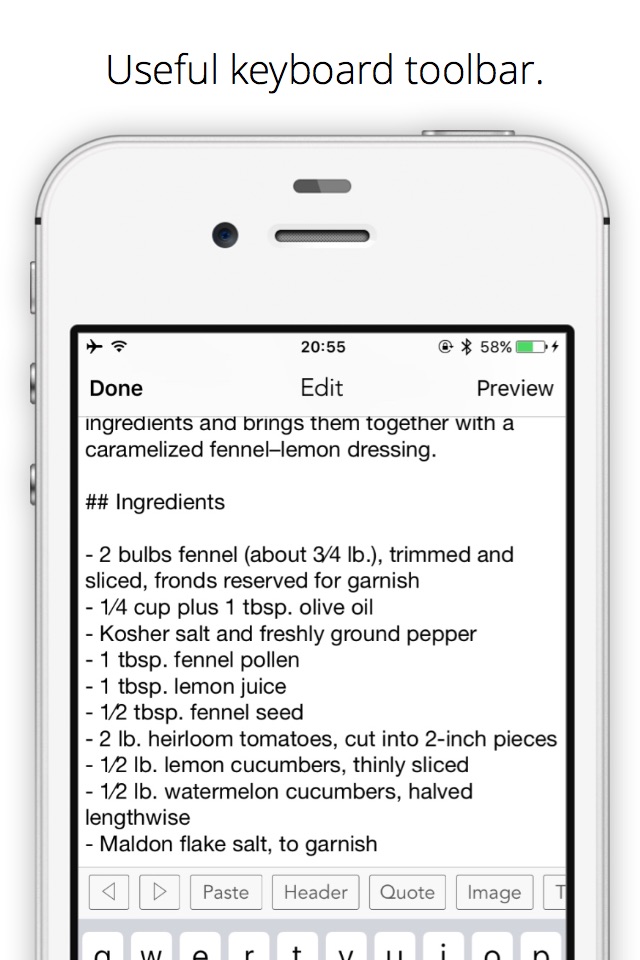 Useful keyboard toolbar.
20:55
58%
Done
Edit
Preview
ingredients and brings them together with a
caramelized fennel–lemon dressing.
## Ingredients
- 2 bulbs fennel (about 3⁄4 lb.), trimmed and
sliced, fronds reserved for garnish
- 1⁄4 cup plus 1 tbsp. olive oil
- Kosher salt and freshly ground pepper
- 1 tbsp. fennel pollen
- 1 tbsp. lemon juice
- 1⁄2 tbsp. fennel seed
- 2 lb. heirloom tomatoes, cut into 2-inch pieces
- 1⁄2 lb. lemon cucumbers, thinly sliced
- 1⁄2 lb. watermelon cucumbers, halved
lengthwise
- Maldon flake salt, to garnish
Paste
Header
Quote
Image
T
q w e r t y u i o p